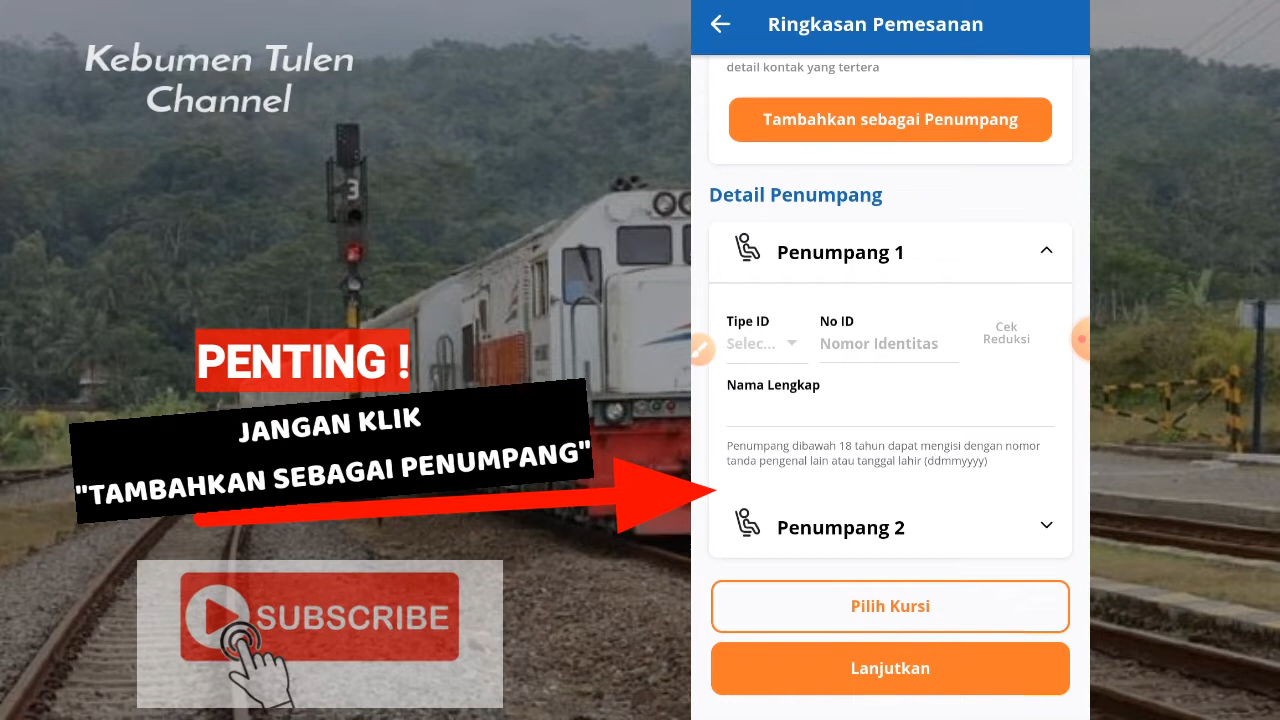 Kebumen Tulen
Channel
3
PENTING !
JANGAN KLIK
"TAMBAHKAN SEBAGAI PENUMPANG"
SUBSCRIBE
Ringkasan Pemesanan
detail kontak yang tertera
Tambahkan sebagai Penumpang
Detail Penumpang
Penumpang 1
Tipe ID
No ID
Selec...
Nomor Identitas
Cek
Reduksi
Nama Lengkap
Penumpang dibawah 18 tahun dapat mengisi dengan nomor
tanda pengenal lain atau tanggal lahir (ddmmyyyy)
Penumpang 2
Pilih Kursi
Lanjutkan